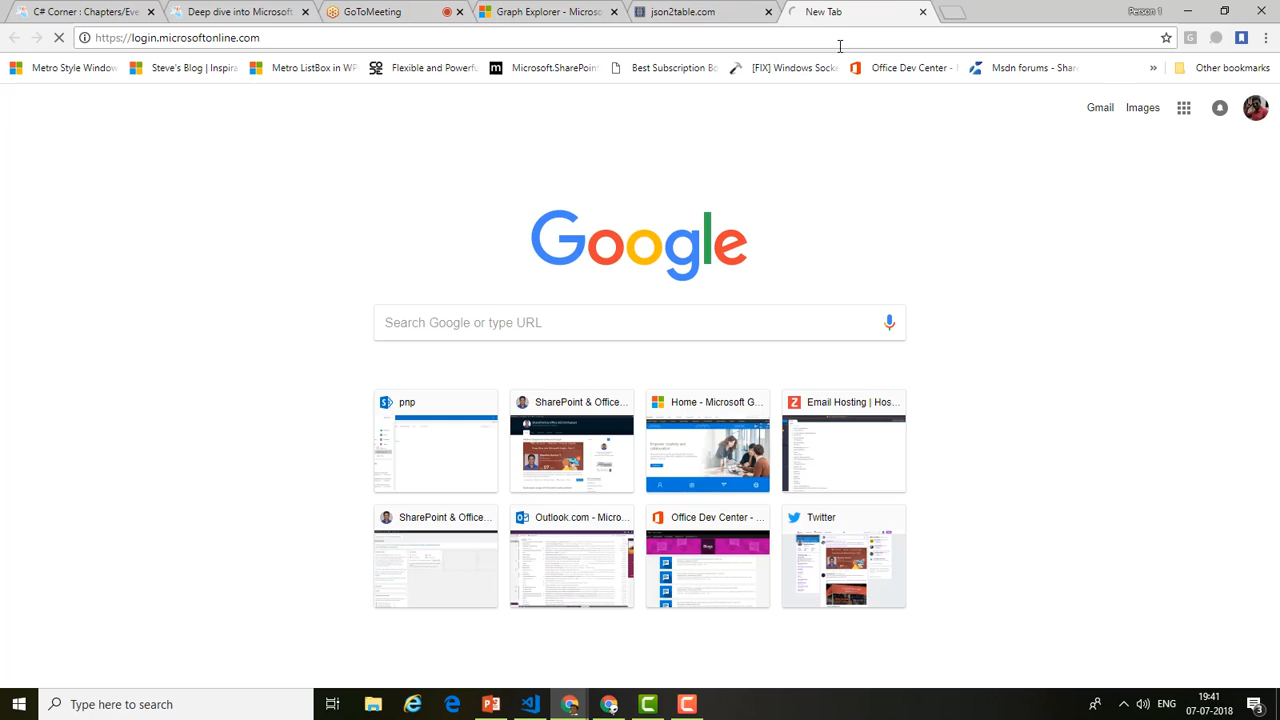 C# Corner : Chapters/Eve
Deep dive into Microsoft
GoToMeeting
Graph Explorer - Microso
json2table.com
New Tab
Person 1
https://login.microsoftonline.com
Metro Style Window
Steve's Blog | Inspira
Metro ListBox in WP
Flexible and Powerfu
Microsoft.SharePoint
Best Subscription Bo
[FIX] Windows Socke
Office Dev Center -
Msdn forums - Sha
»
Other bookmarks
Gmail
Images
Google
Search Google or type URL
pnp
SharePoint & Office...
Home - Microsoft G...
Email Hosting | Hos...
SharePoint & Office...
Outlook.com - Micro...
Office Dev Center - ...
Twitter
Type here to search
ENG
19:41
07-07-2018